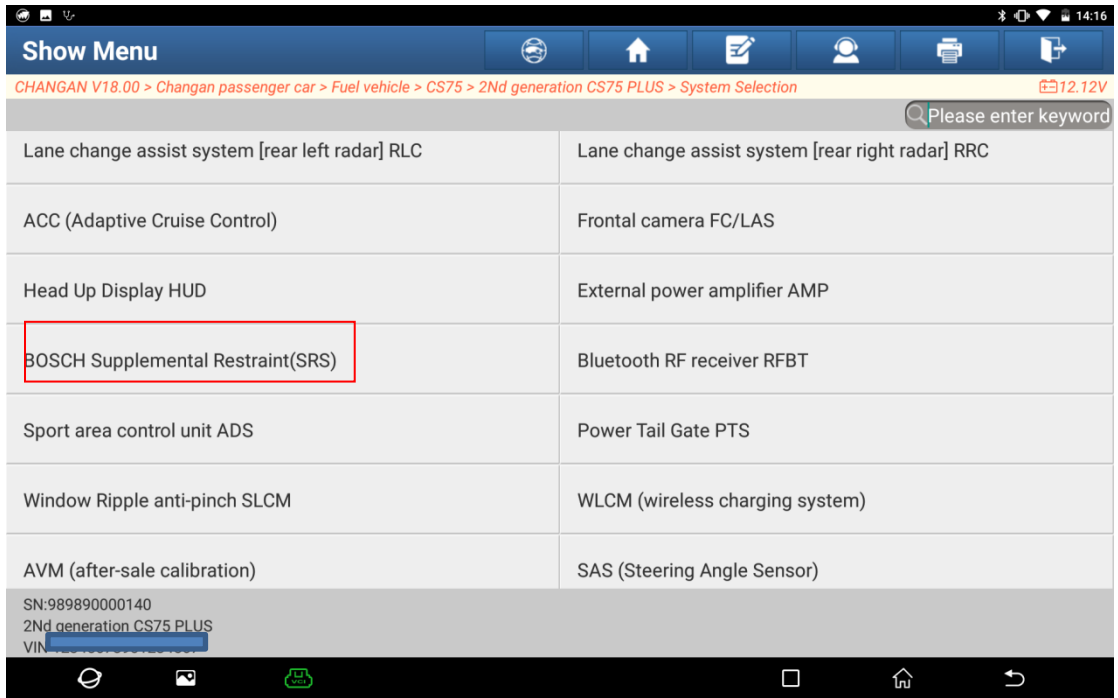 14:16
Show Menu
CHANGAN V18.00 > Changan passenger car > Fuel vehicle > CS75 > 2Nd generation CS75 PLUS > System Selection
12.12V
Please enter keyword
Lane change assist system [rear left radar] RLC
Lane change assist system [rear right radar] RRC
ACC (Adaptive Cruise Control)
Frontal camera FC/LAS
Head Up Display HUD
External power amplifier AMP
BOSCH Supplemental Restraint(SRS)
Bluetooth RF receiver RFBT
Sport area control unit ADS
Power Tail Gate PTS
Window Ripple anti-pinch SLCM
WLCM (wireless charging system)
AVM (after-sale calibration)
SAS (Steering Angle Sensor)
SN:989890000140
2Nd generation CS75 PLUS
VIN
VCI